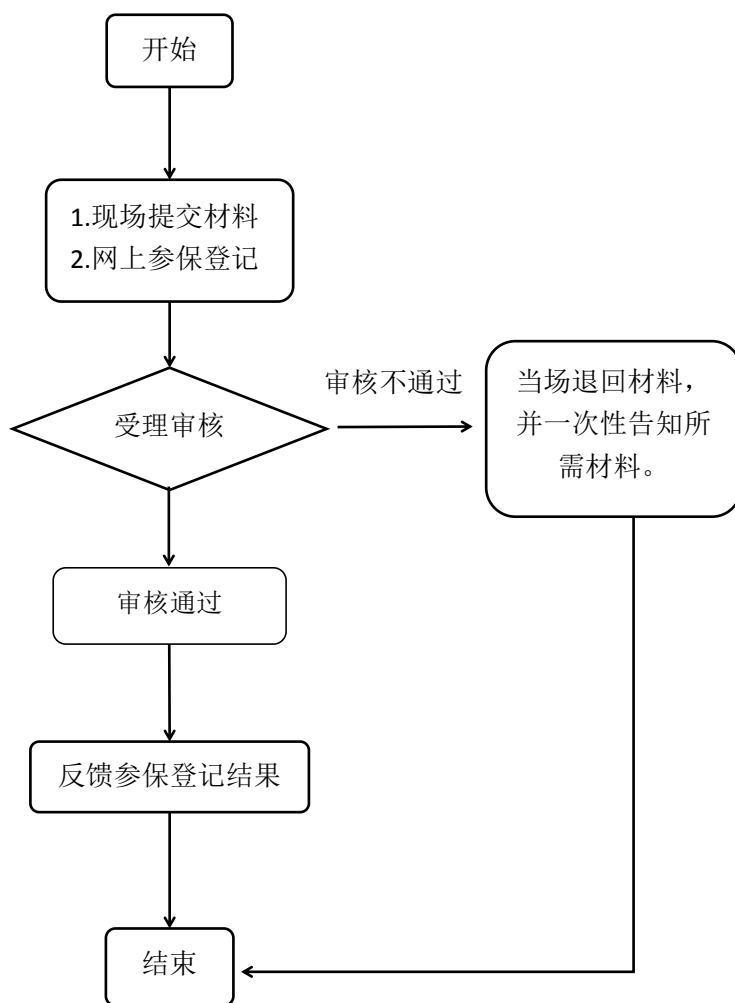 开始
1.现场提交材料
2.网上参保登记
审核不通过
受理审核
当场退回材料，
并一次性告知所
需材料。
审核通过
反馈参保登记结果
结束